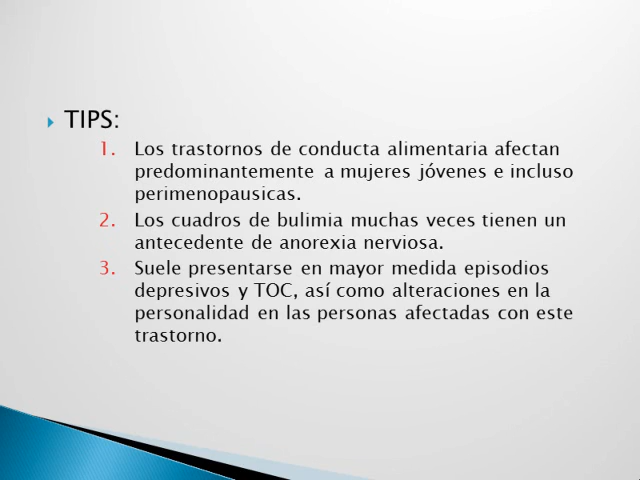 TIPS:
1. Los trastornos de conducta alimentaria afectan
predominantemente a mujeres jóvenes e incluso
perimenopausicas.
2. Los cuadros de bulimia muchas veces tienen un
antecedente de anorexia nerviosa.
3. Suele presentarse en mayor medida episodios
depresivos y TOC, así como alteraciones en la
personalidad en las personas afectadas con este
trastorno.